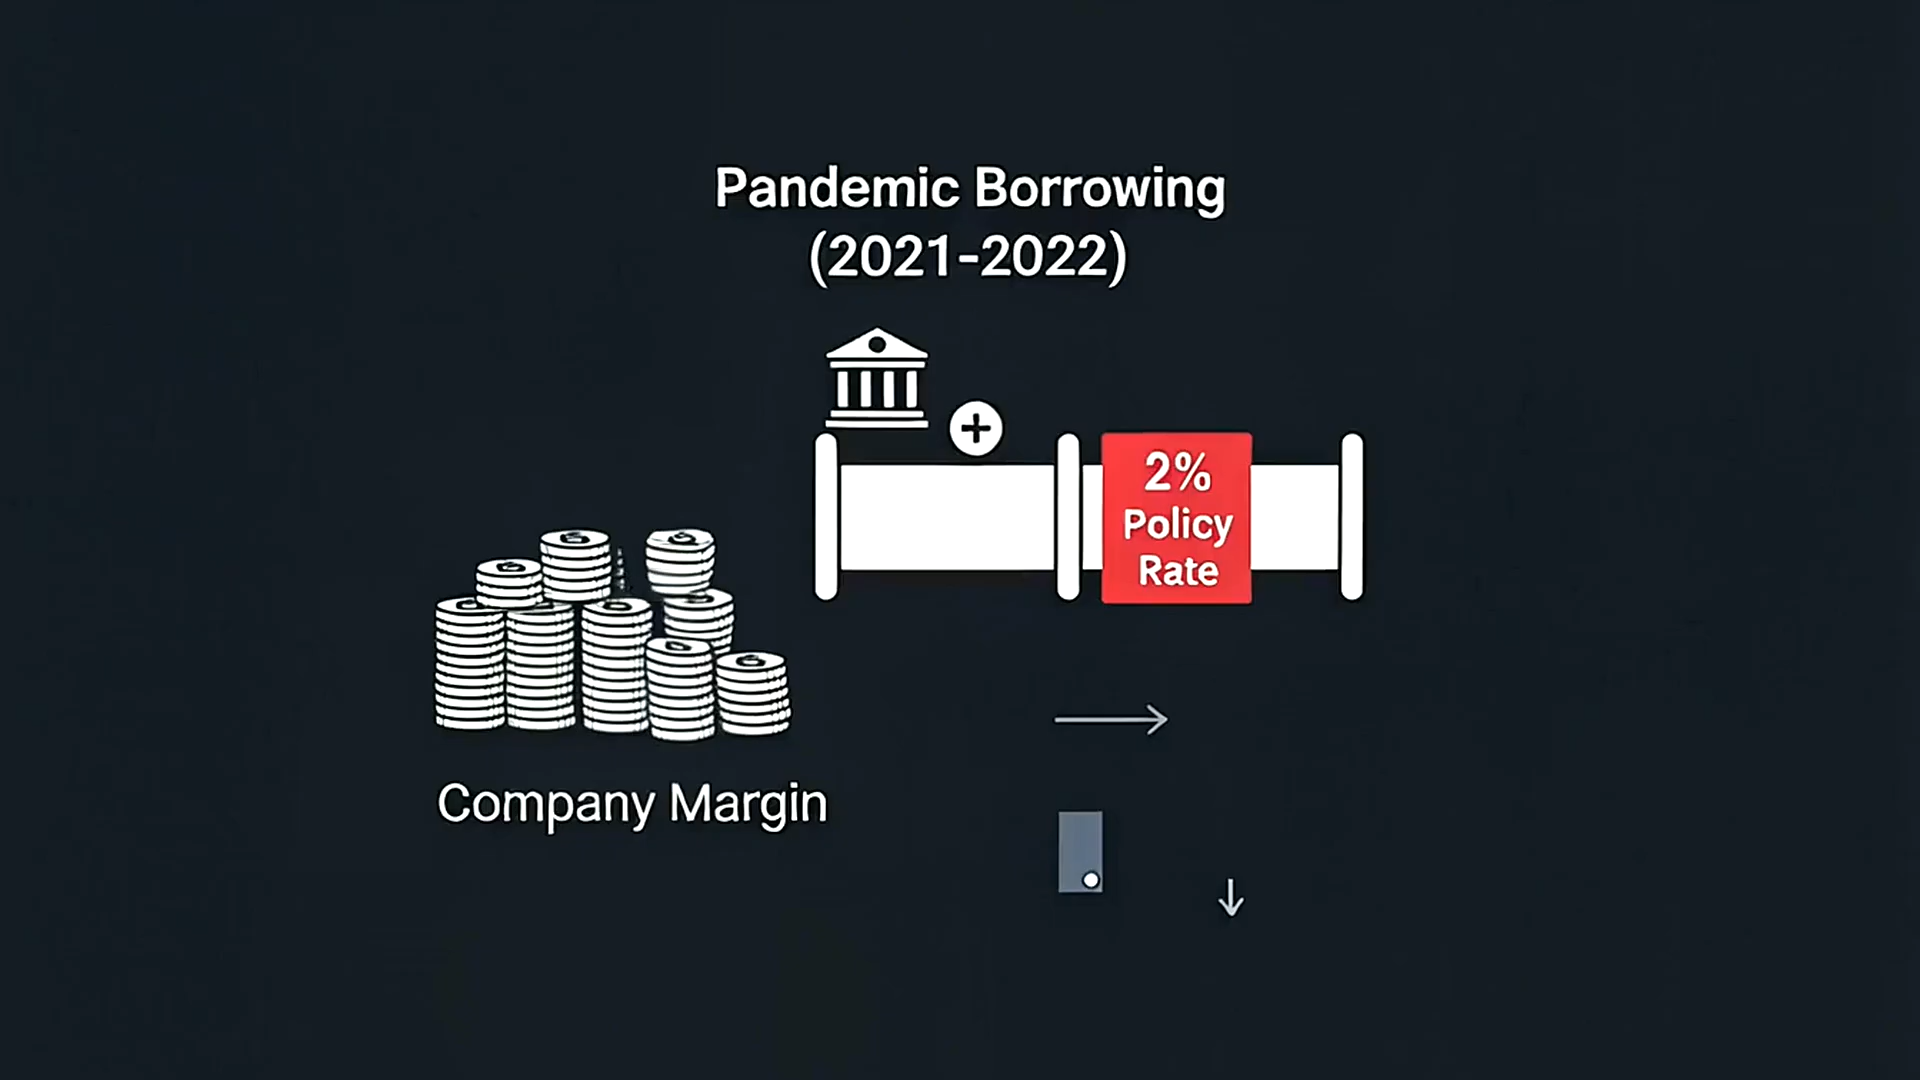 Pandemic Borrowing
(2021-2022)
2%
Policy
Rate
Company Margin